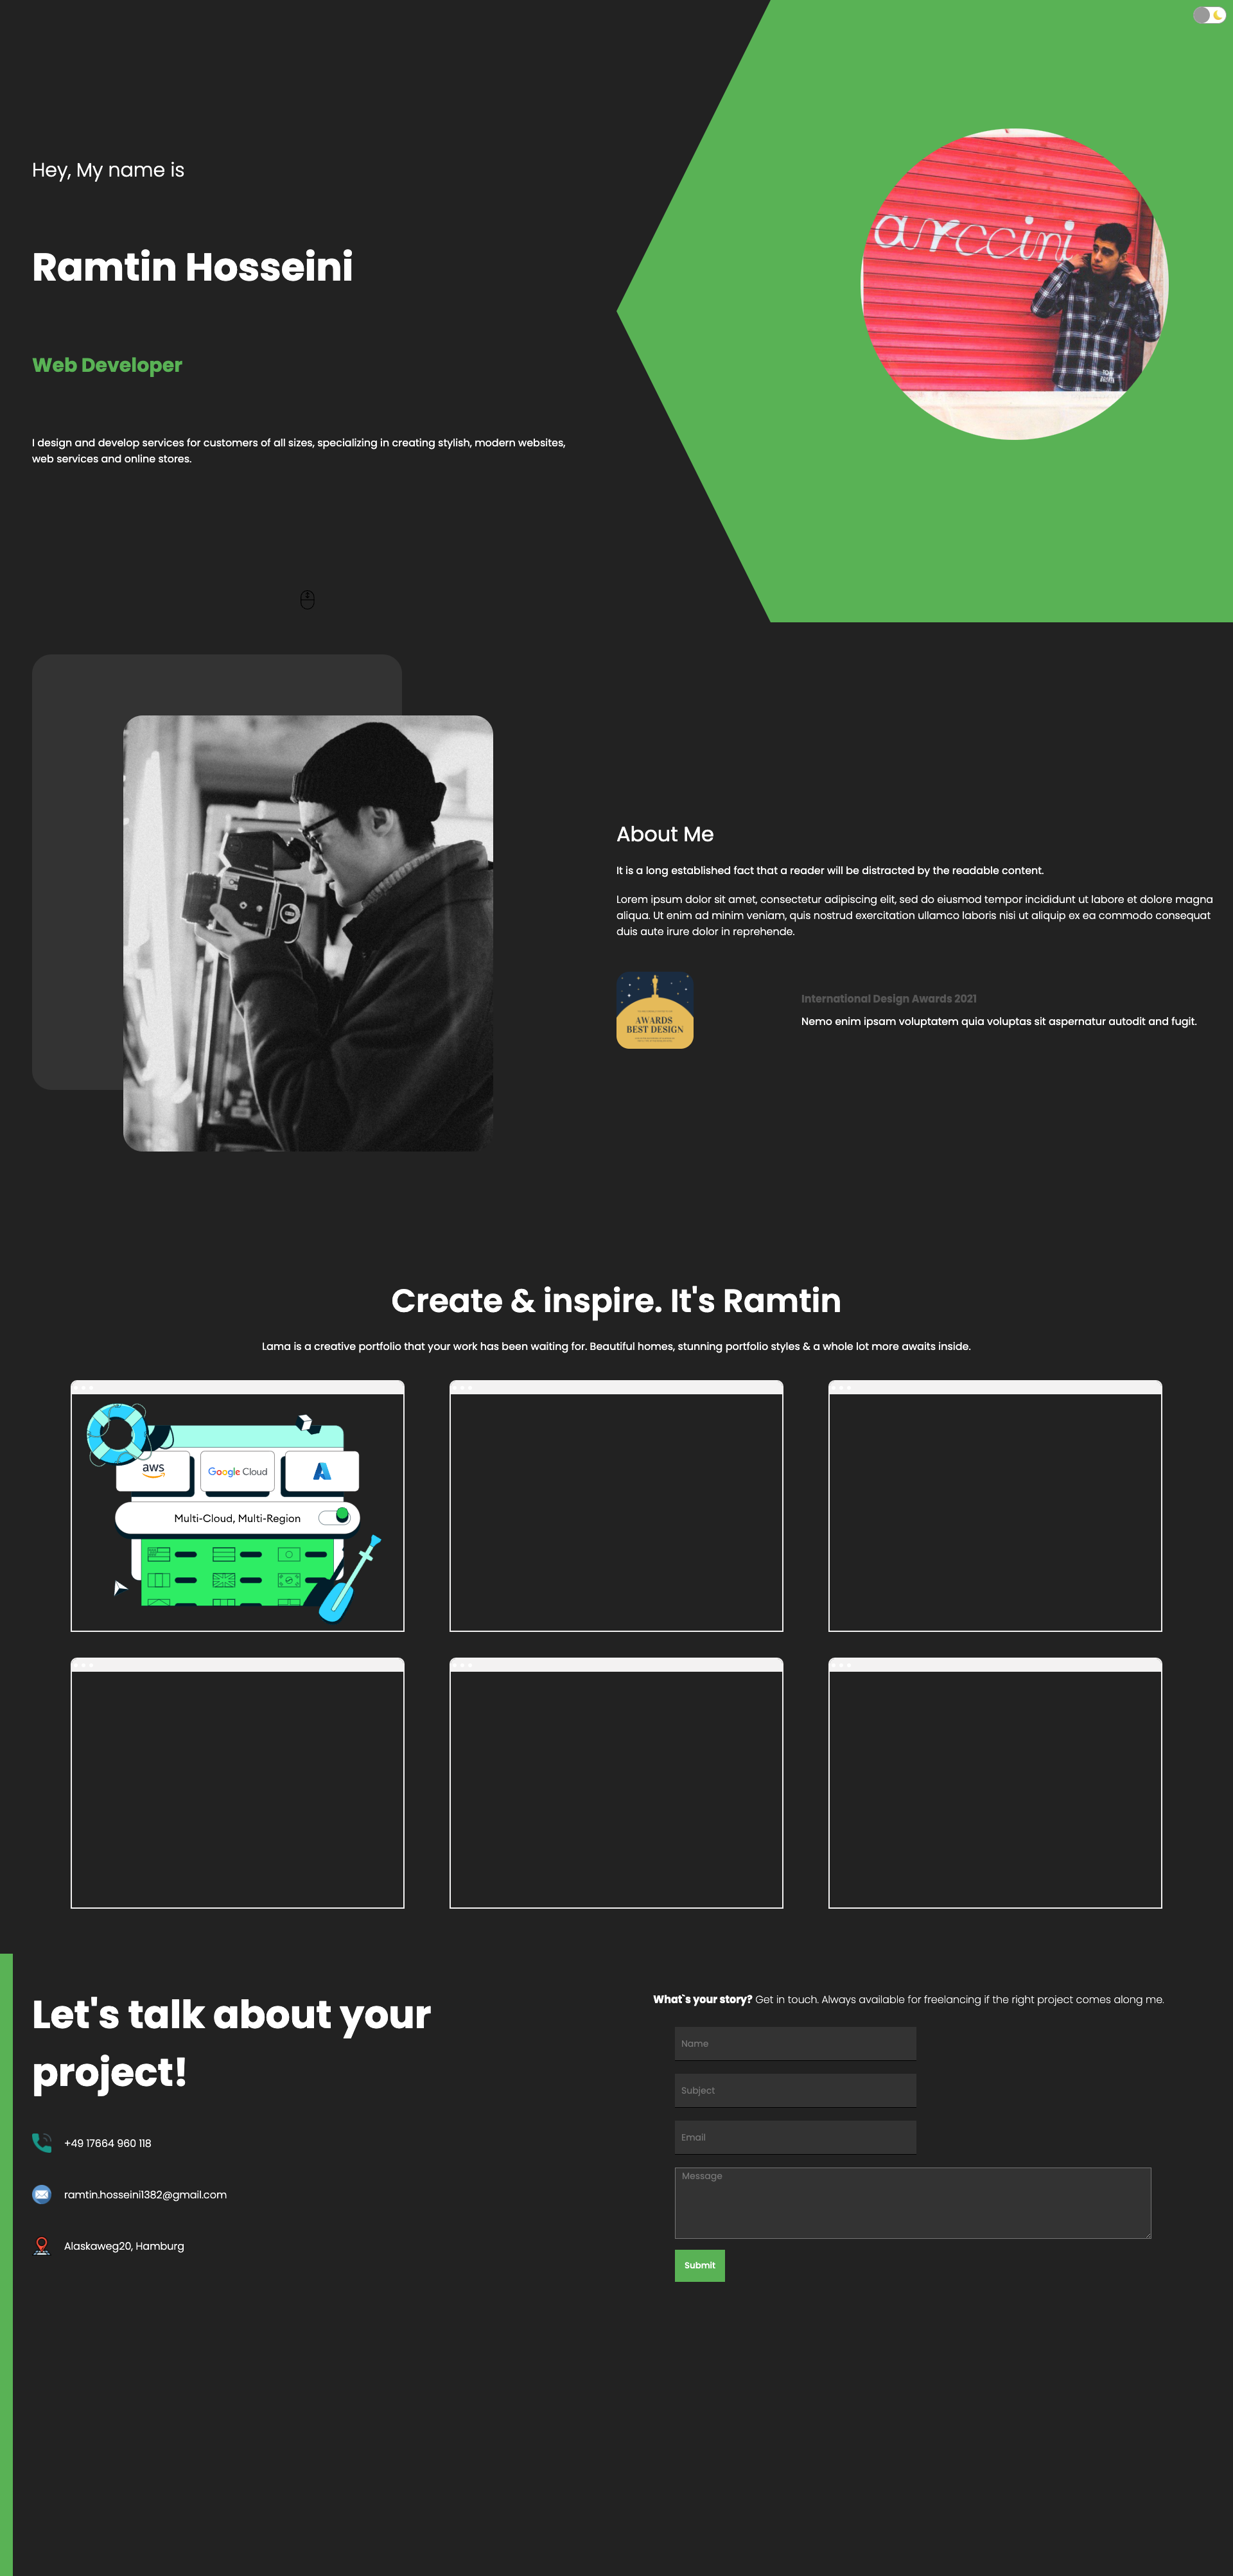 Hey, My name is
arccini
Ramtin Hosseini
Web Developer
I design and develop services for customers of all sizes, specializing in creating stylish, modern websites,
web services and online stores.
About Me
It is a long established fact that a reader will be distracted by the readable content.
Lorem ipsum dolor sit amet, consectetur adipiscing elit, sed do eiusmod tempor incididunt ut labore et dolore magna
aliqua. Ut enim ad minim veniam, quis nostrud exercitation ullamco laboris nisi ut aliquip ex ea commodo consequat
duis aute irure dolor in reprehende.
AWARDS
BEST DESIGN
International Design Awards 2021
Nemo enim ipsam voluptatem quia voluptas sit aspernatur autodit and fugit.
Create & inspire. It's Ramtin
Lama is a creative portfolio that your work has been waiting for. Beautiful homes, stunning portfolio styles & a whole lot more awaits inside.
aws
Google Cloud
Multi-Cloud, Multi-Region
Let's talk about your
project!
+49 17664 960 118
ramtin.hosseini1382@gmail.com
Alaskaweg20, Hamburg
What`s your story? Get in touch. Always available for freelancing if the right project comes along me.
Name
Subject
Email
Message
Submit